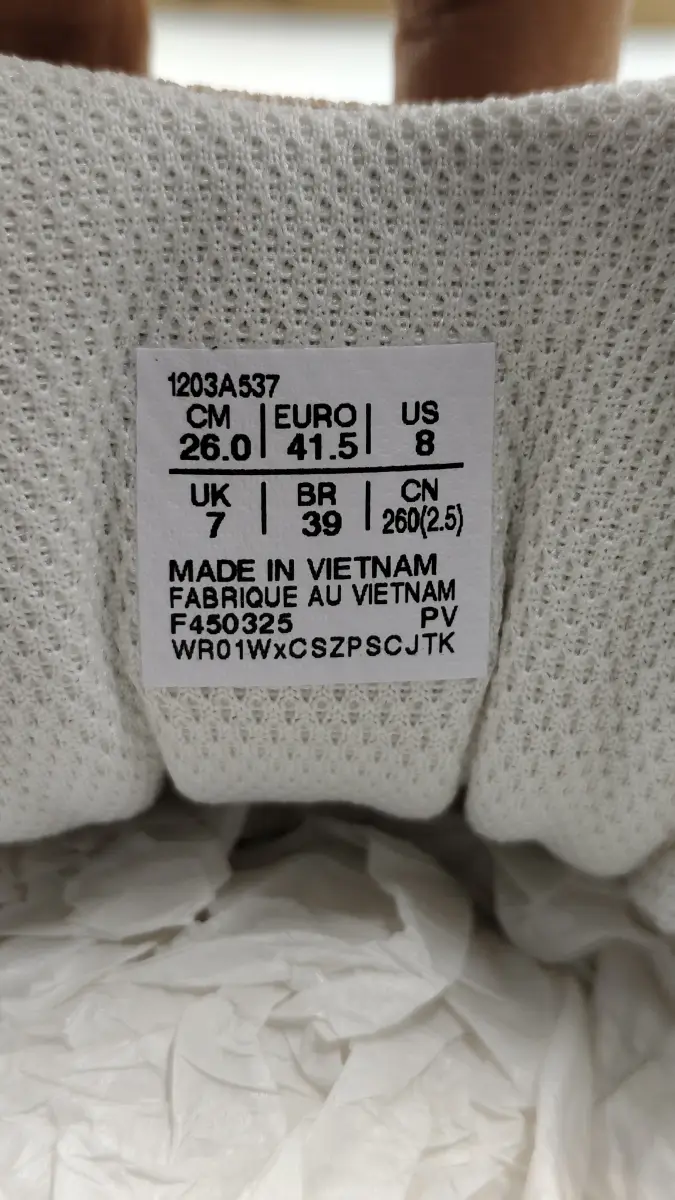 1203A537
CM | EURO | US
26.0 | 41.5 | 8
UK | BR | CN
7 | 39 | 260(2.5)
MADE IN VIETNAM
FABRIQUE AU VIETNAM
F450325 PV
WR01WxCSZPSCJTK